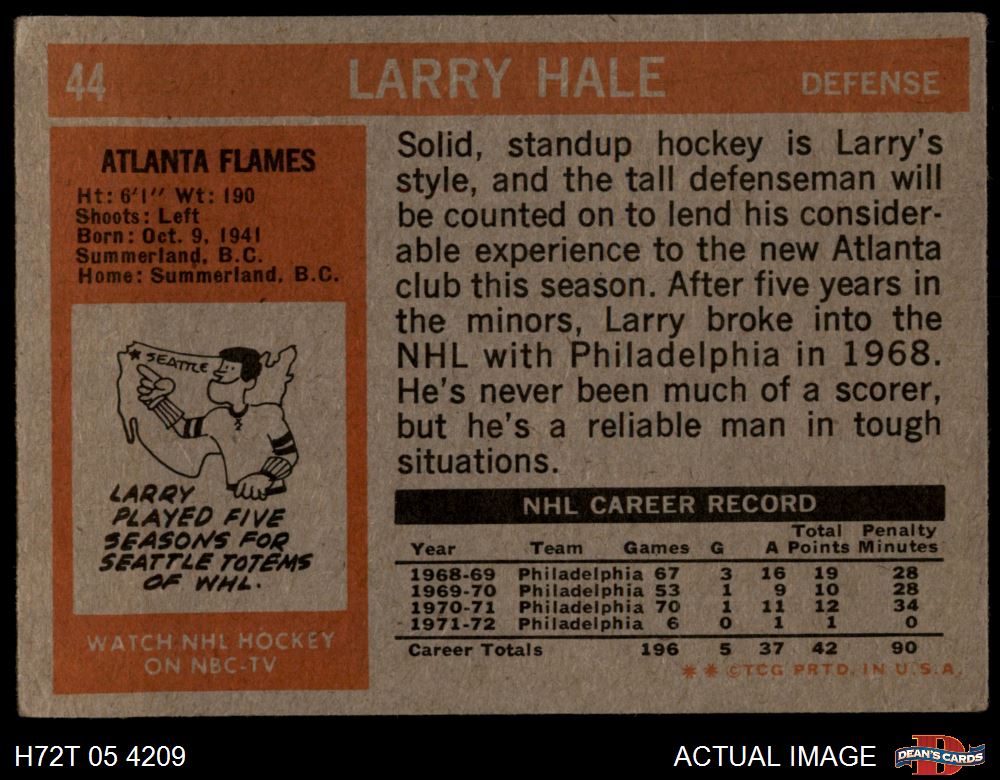 44 LARRY HALE DEFENSE
ATLANTA FLAMES
Ht: 6'1" Wt: 190
Shoots: Left
Born: Oct. 9, 1941
Summerland, B.C.
Home: Summerland, B.C.
★ SEATTLE
LARRY
PLAYED FIVE
SEASONS FOR
SEATTLE TOTEMS
OF WHL.
WATCH NHL HOCKEY
ON NBC-TV
Solid, standup hockey is Larry's
style, and the tall defenseman will
be counted on to lend his consider-
able experience to the new Atlanta
club this season. After five years in
the minors, Larry broke into the
NHL with Philadelphia in 1968.
He's never been much of a scorer,
but he's a reliable man in tough
situations.
NHL CAREER RECORD
Total Penalty
Year Team Games G A Points Minutes
1968-69 Philadelphia 67 3 16 19 28
1969-70 Philadelphia 53 1 9 10 28
1970-71 Philadelphia 70 1 11 12 34
1971-72 Philadelphia 6 0 1 1 0
Career Totals 196 5 37 42 90
✶ ✶ ©TCG PRTD. IN U.S.A.
H72T 05 4209
ACTUAL IMAGE
D
DEAN'S CARDS